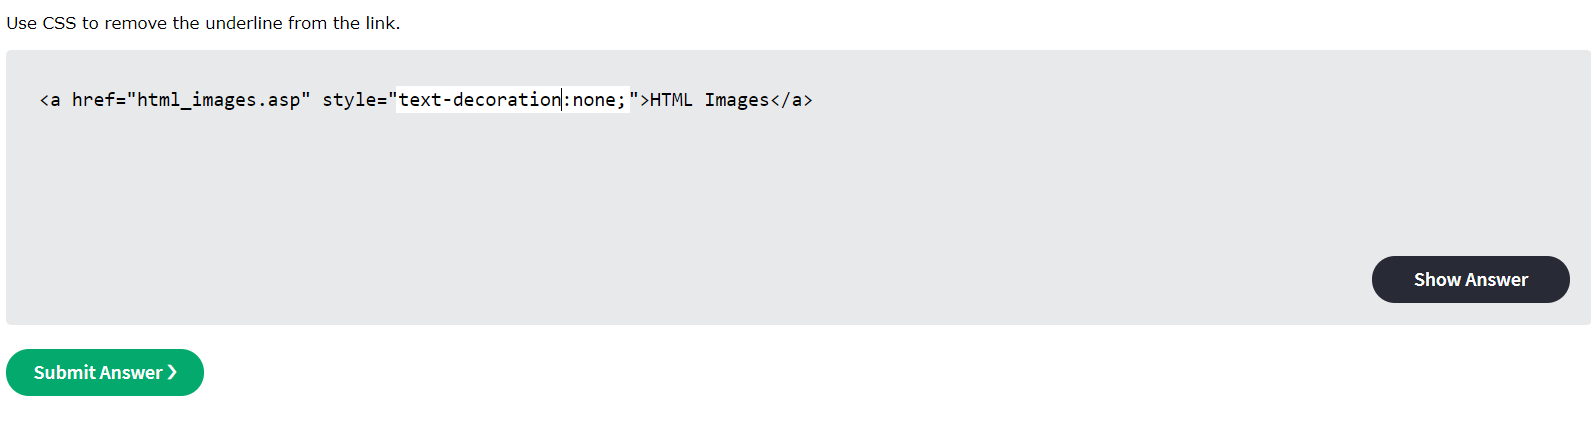 Use CSS to remove the underline from the link.
<a href="html_images.asp" style="text-decoration:none;">HTML Images</a>
Show Answer
Submit Answer ❯